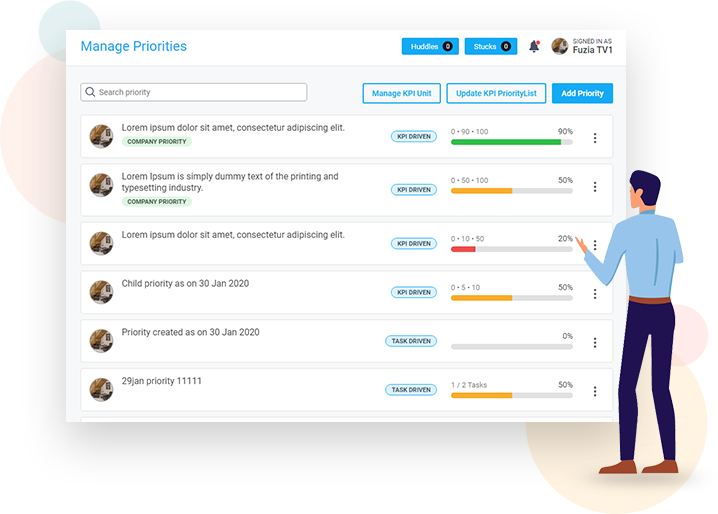 Manage Priorities
Huddles 0
Stucks 0
SIGNED IN AS
Fuzia TV1
Search priority
Manage KPI Unit
Update KPI PriorityList
Add Priority
Lorem ipsum dolor sit amet, consectetur adipiscing elit.
COMPANY PRIORITY
KPI DRIVEN
0 • 90 • 100
90%
Lorem Ipsum is simply dummy text of the printing and
typesetting industry.
COMPANY PRIORITY
KPI DRIVEN
0 • 50 • 100
50%
Lorem ipsum dolor sit amet, consectetur adipiscing elit.
KPI DRIVEN
0 • 10 • 50
20%
Child priority as on 30 Jan 2020
KPI DRIVEN
0 • 5 • 10
50%
Priority created as on 30 Jan 2020
TASK DRIVEN
0%
29jan priority 11111
TASK DRIVEN
1 / 2 Tasks
50%